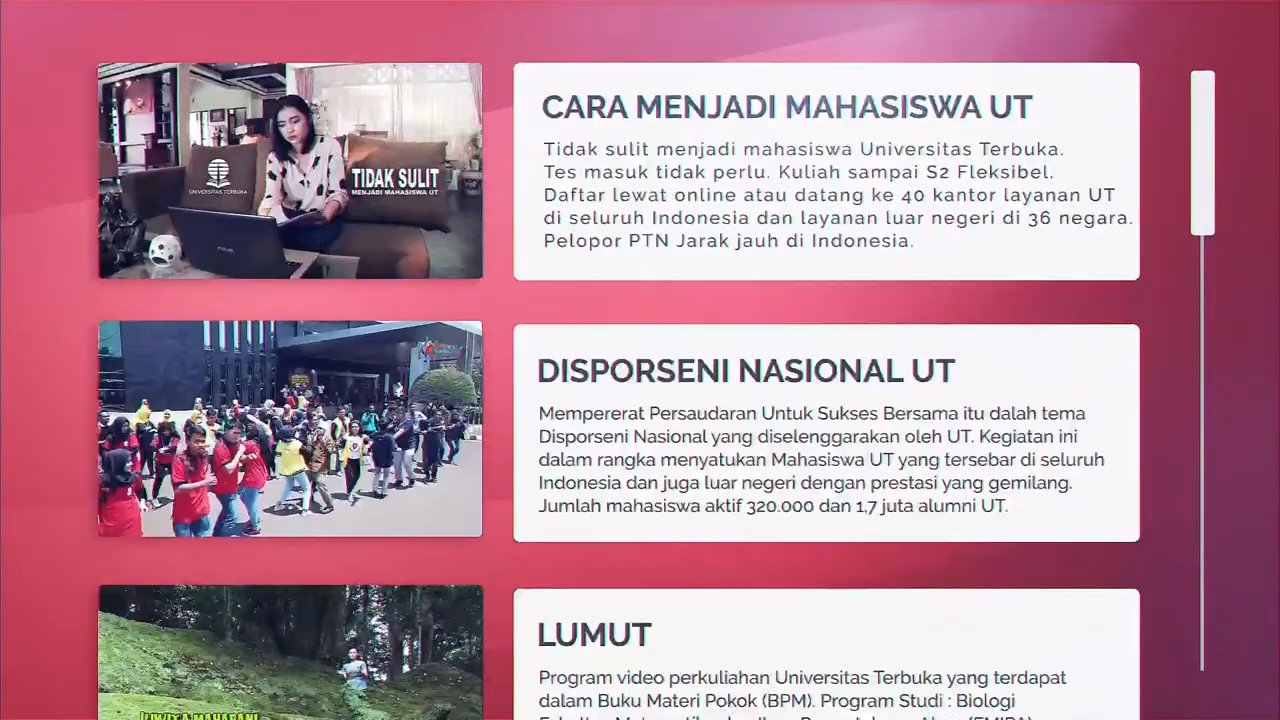 CARA MENJADI MAHASISWA UT
Tidak sulit menjadi mahasiswa Universitas Terbuka.
Tes masuk tidak perlu. Kuliah sampai S2 Fleksibel.
Daftar lewat online atau datang ke 40 kantor layanan UT
di seluruh Indonesia dan layanan luar negeri di 36 negara.
Pelopor PTN Jarak jauh di Indonesia.
UNIVERSITAS TERBUKA
TIDAK SULIT
MENJADI MAHASISWA UT
DISPORSENI NASIONAL UT
Mempererat Persaudaran Untuk Sukses Bersama itu dalah tema
Disporseni Nasional yang diselenggarakan oleh UT. Kegiatan ini
dalam rangka menyatukan Mahasiswa UT yang tersebar di seluruh
Indonesia dan juga luar negeri dengan prestasi yang gemilang.
Jumlah mahasiswa aktif 320.000 dan 1,7 juta alumni UT.
LUMUT
Program video perkuliahan Universitas Terbuka yang terdapat
dalam Buku Materi Pokok (BPM). Program Studi : Biologi